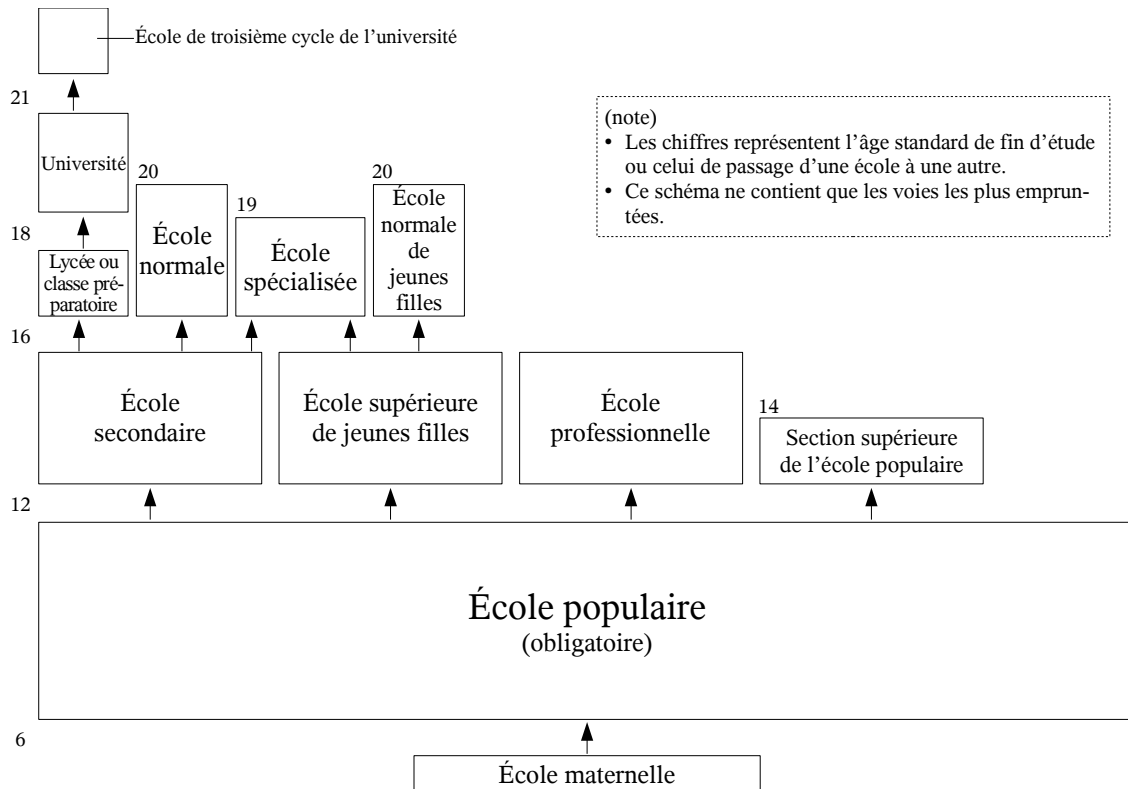 École de troisième cycle de l’université
21
(note)
• Les chiffres représentent l’âge standard de fin d’étude
ou celui de passage d’une école à une autre.
• Ce schéma ne contient que les voies les plus emprun-
tées.
Université
20
École
normale
19
École
spécialisée
20
École
normale
de
jeunes
filles
18
Lycée ou
classe pré-
paratoire
16
École
secondaire
École supérieure
de jeunes filles
École
professionnelle
14
Section supérieure
de l’école populaire
12
École populaire
(obligatoire)
6
École maternelle